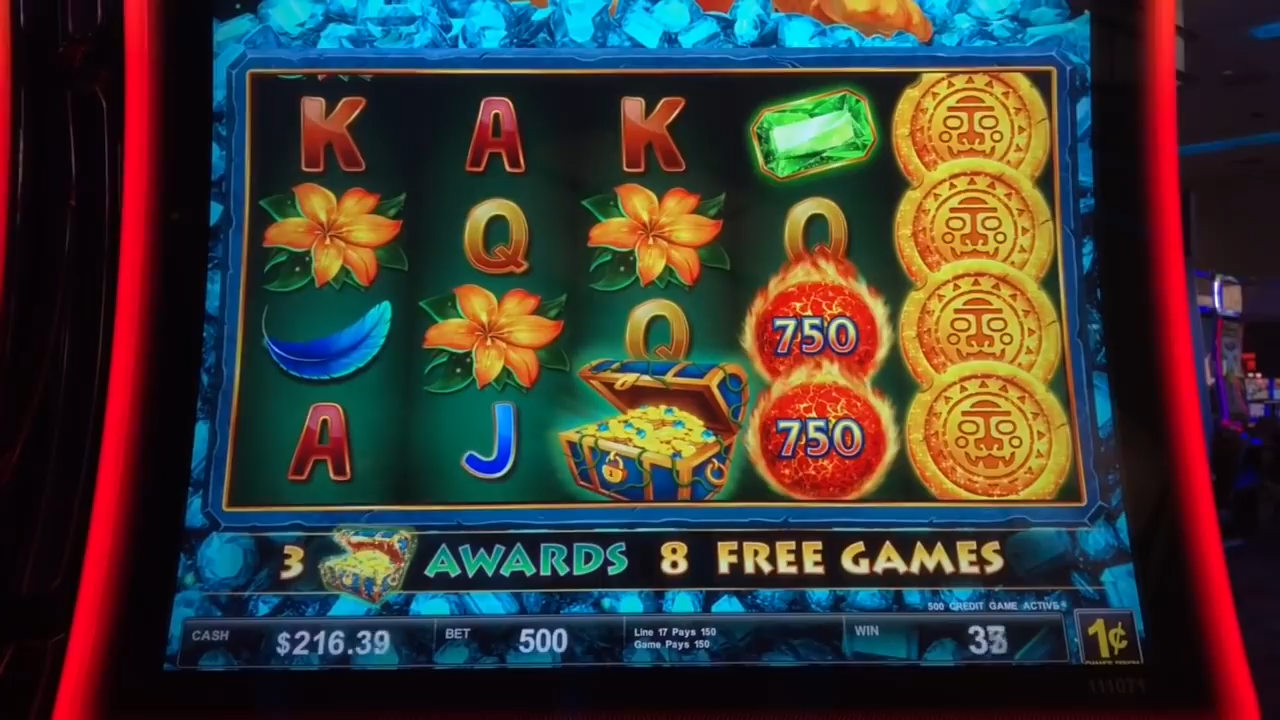 K A K
Q Q
750
Q
A J 750
3 AWARDS 8 FREE GAMES
500 CREDIT GAME ACTIVE
CASH $216.39 BET 500 Line 17 Pays 150 WIN 1¢
Game Pays 150